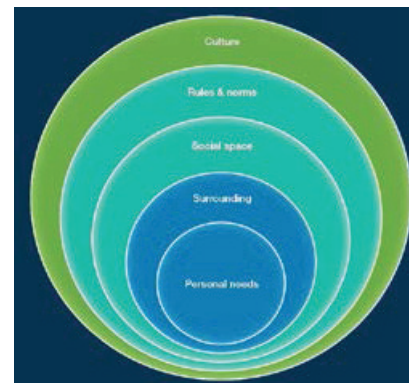 Culture
Rules & norms
Social space
Surrounding
Personal needs